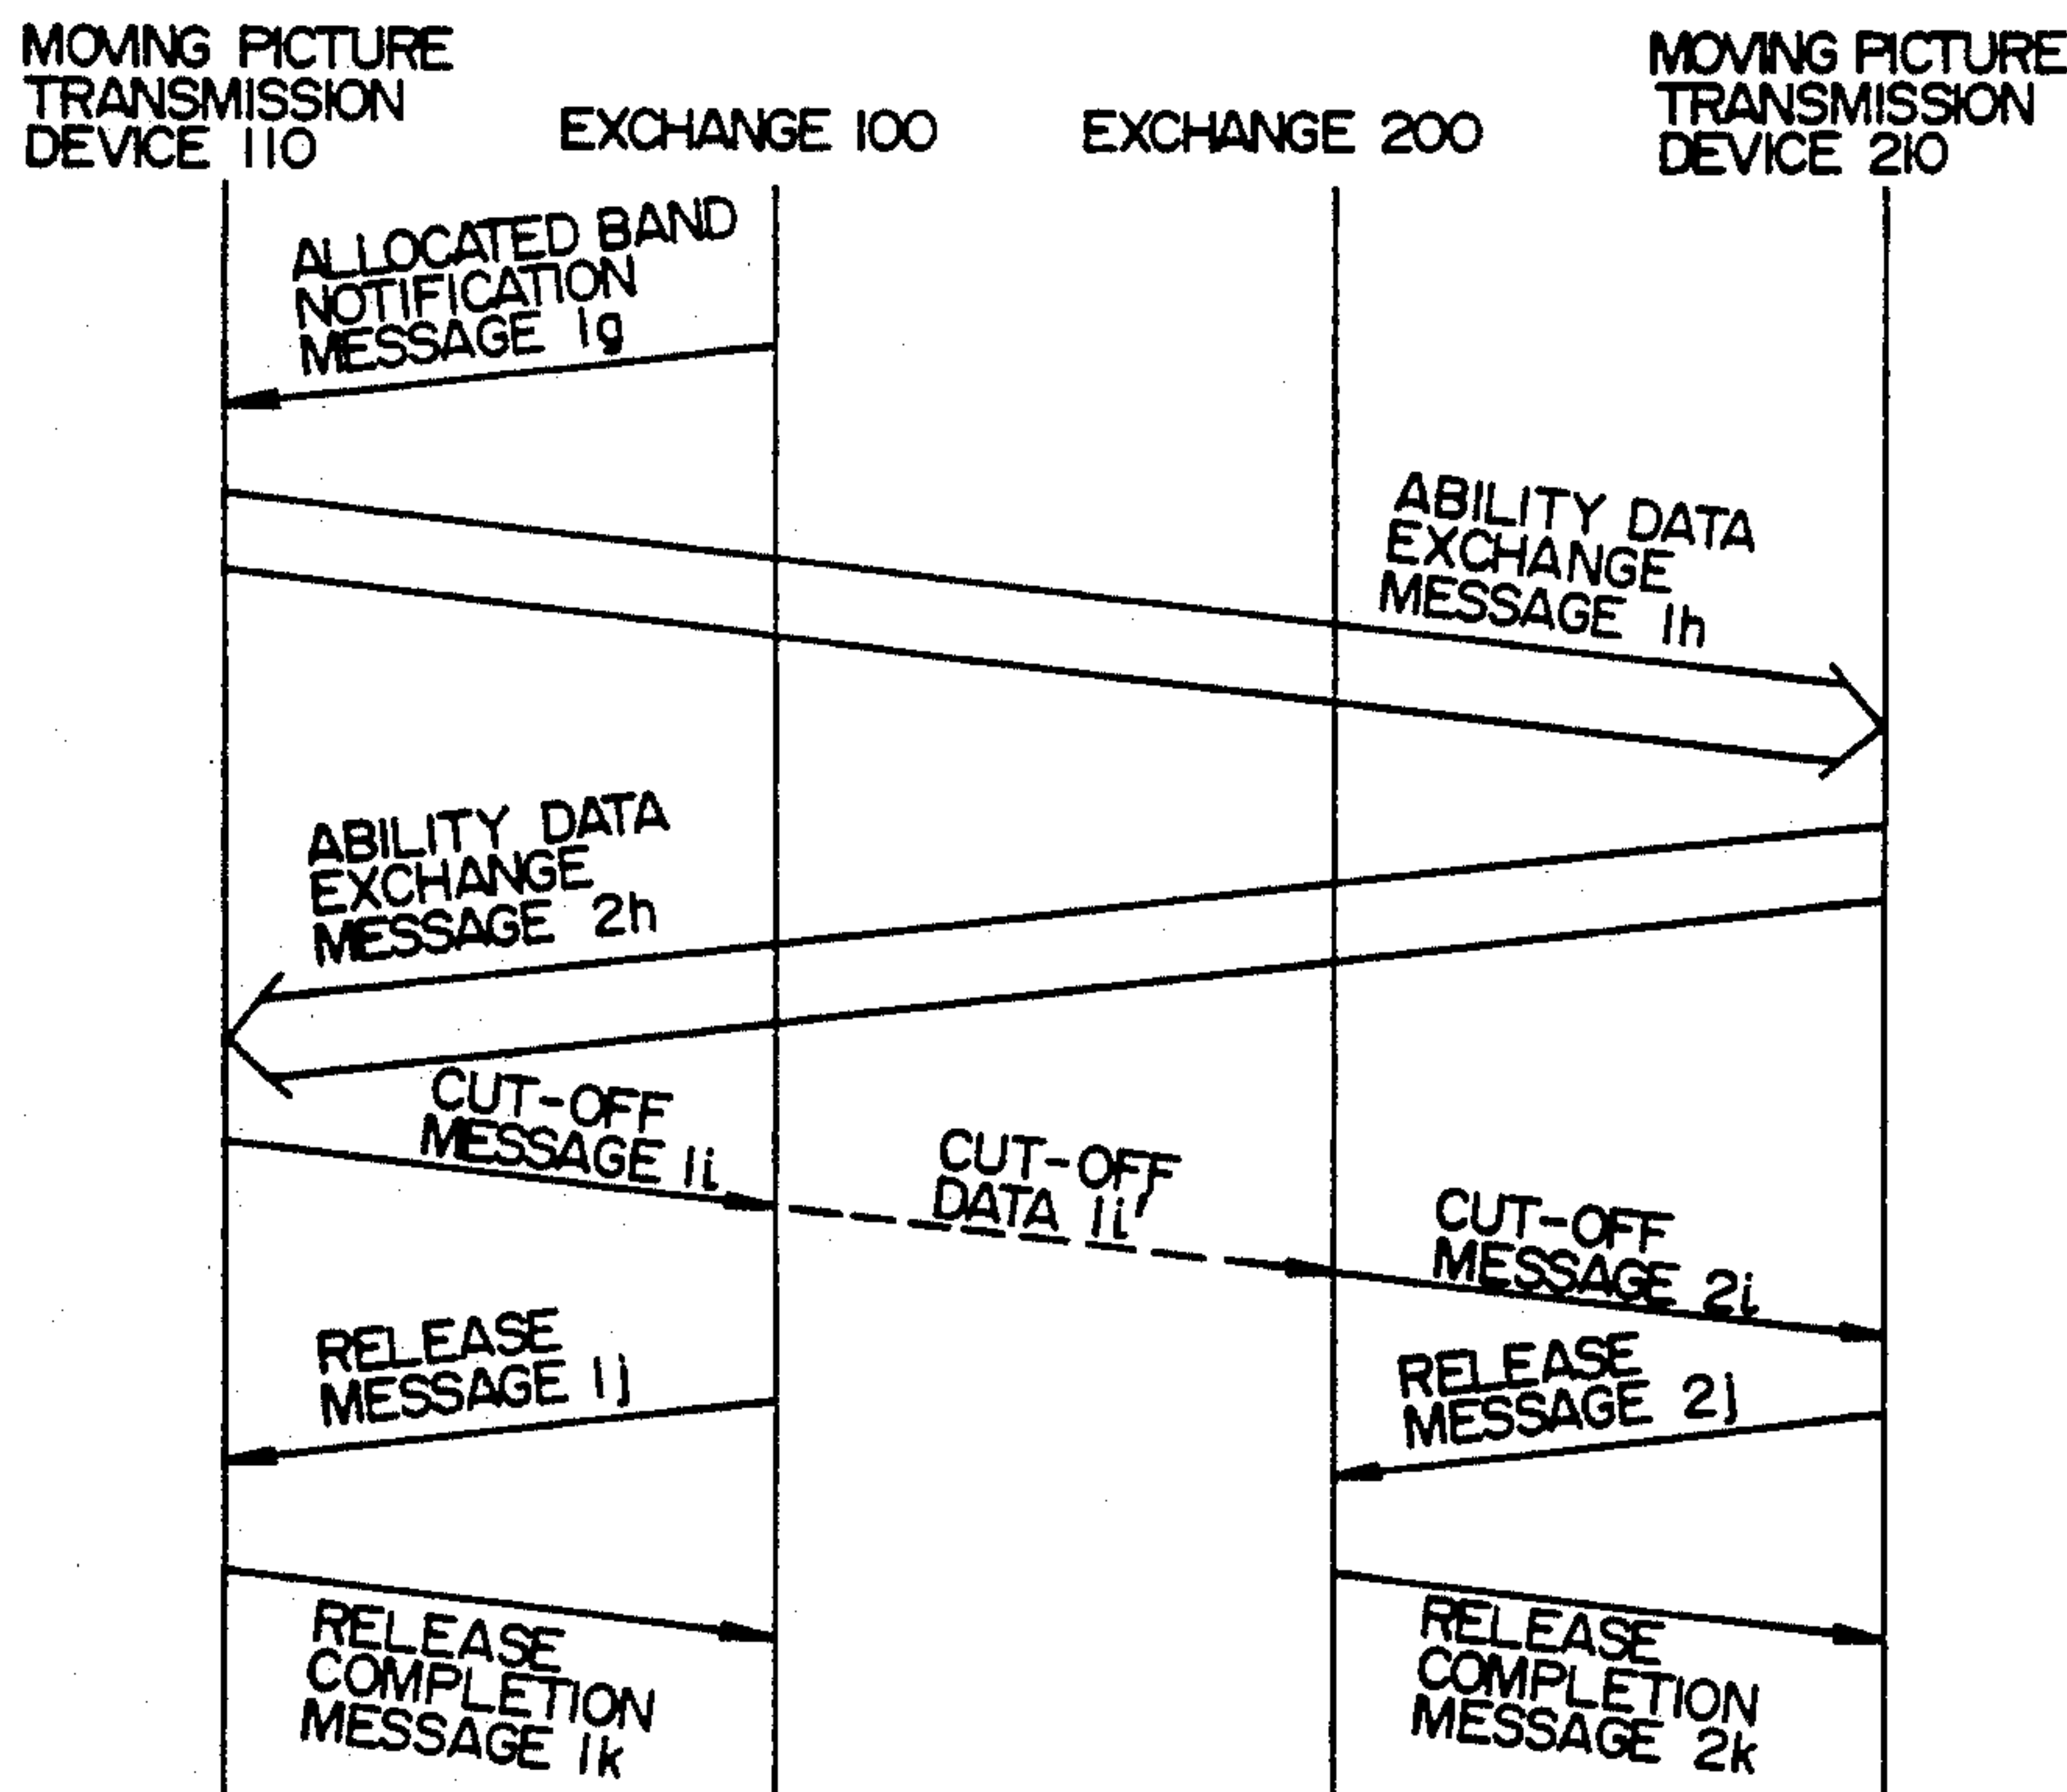 MOVING PICTURE
TRANSMISSION
DEVICE 110
EXCHANGE 100
EXCHANGE 200
MOVING PICTURE
TRANSMISSION
DEVICE 210
ALLOCATED BAND
NOTIFICATION
MESSAGE 1g
ABILITY DATA
EXCHANGE
MESSAGE 1h
ABILITY DATA
EXCHANGE
MESSAGE 2h
CUT-OFF
MESSAGE 1i
CUT-OFF
DATA 1i'
CUT-OFF
MESSAGE 2i
RELEASE
MESSAGE 1j
RELEASE
MESSAGE 2j
RELEASE
COMPLETION
MESSAGE 1k
RELEASE
COMPLETION
MESSAGE 2k